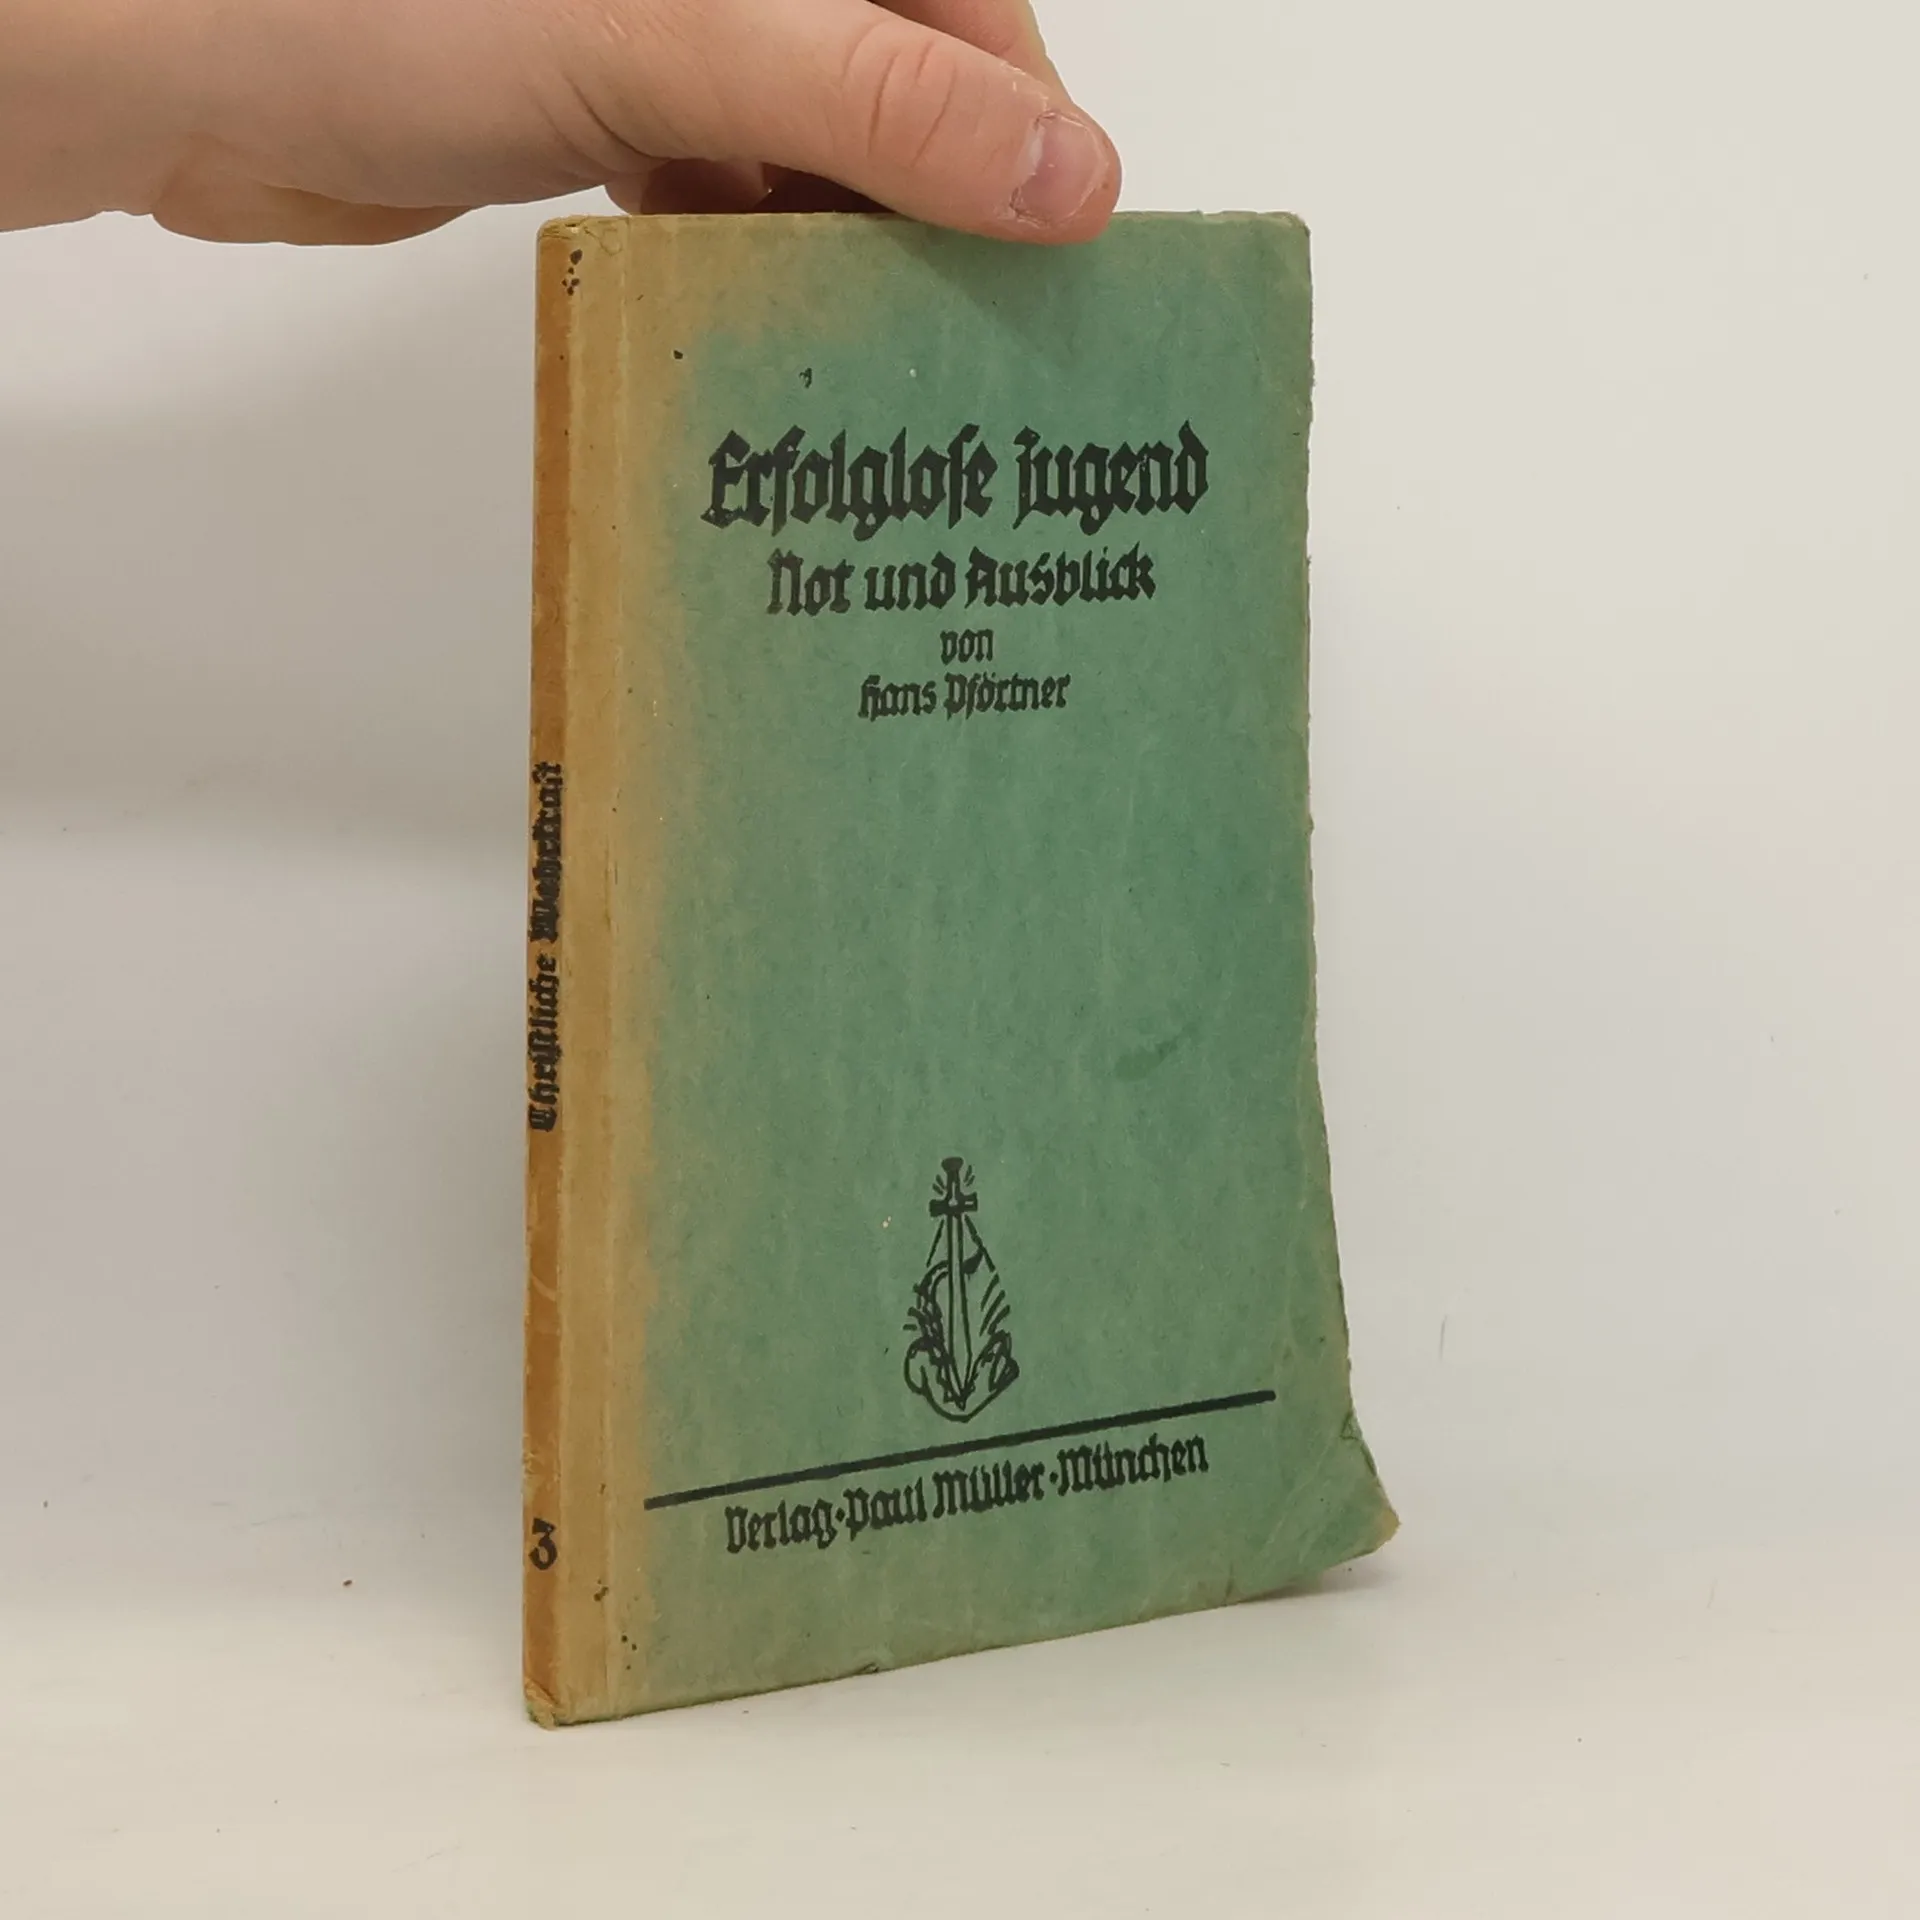 Erfolgloſe Jugend
Not und Ausblick
von
Hans Pförtner
Verlag·Paul Müller·München
Chriſtliche Wehrkraft
3